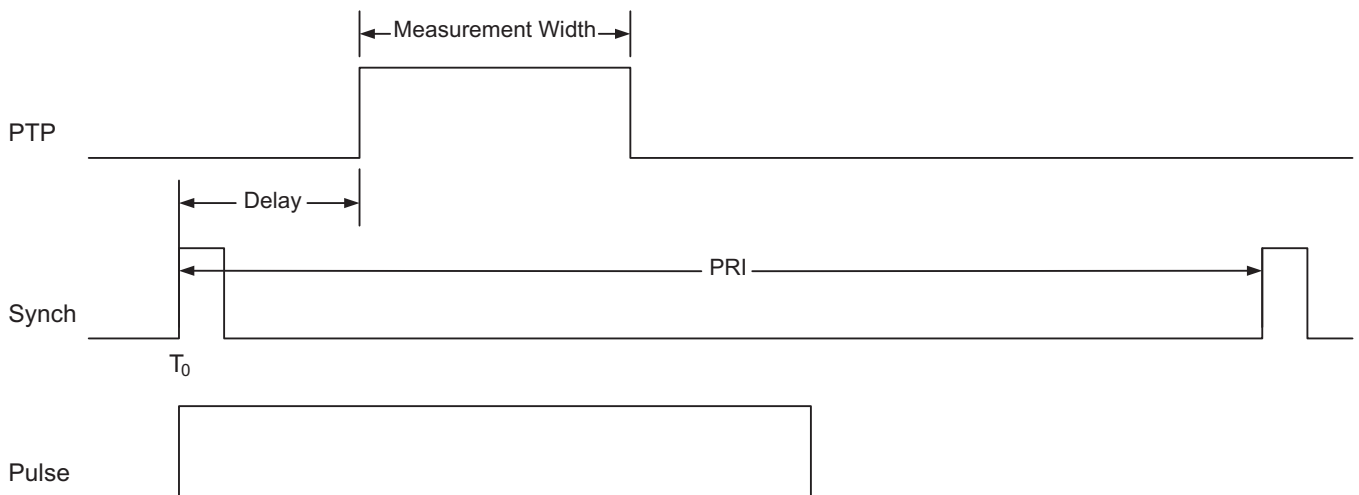 Measurement Width
PTP
Delay
PRI
Synch
T0
Pulse